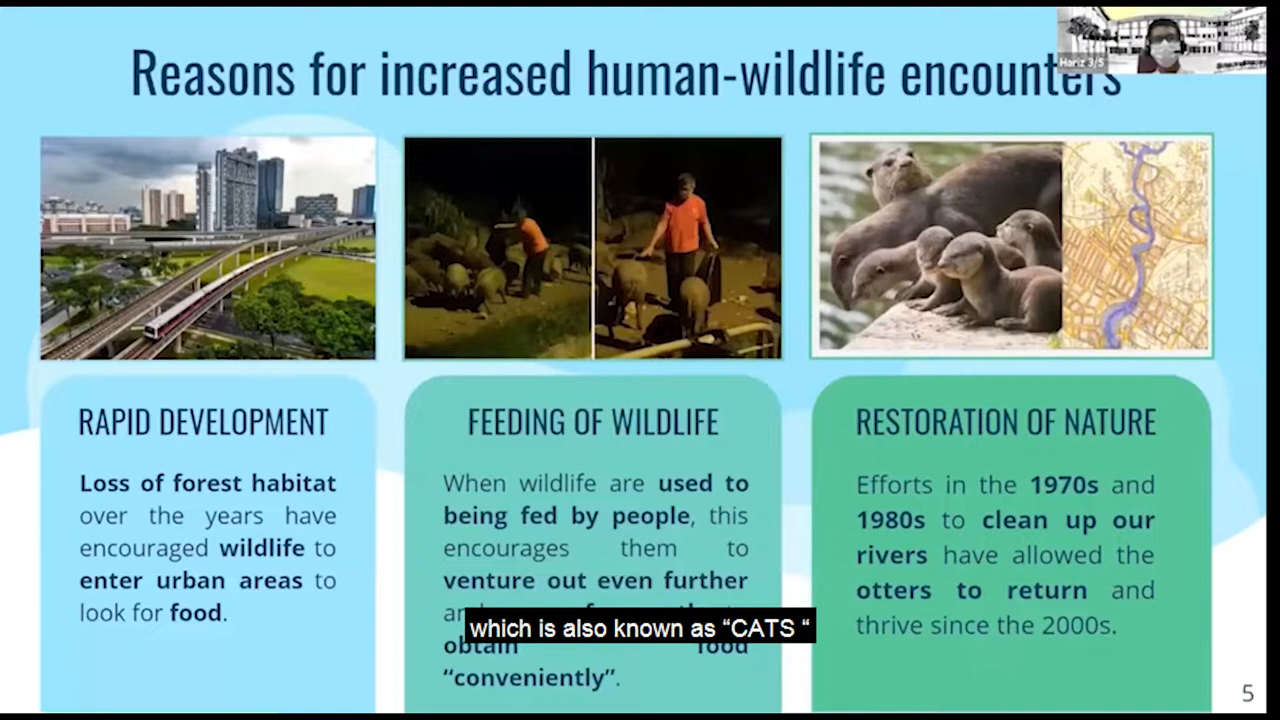 Hariz 3/5
Reasons for increased human-wildlife encounters
RAPID DEVELOPMENT
Loss of forest habitat
over the years have
encouraged wildlife to
enter urban areas to
look for food.
FEEDING OF WILDLIFE
When wildlife are used to
being fed by people, this
encourages them to
venture out even further
obtain food
“conveniently”.
RESTORATION OF NATURE
Efforts in the 1970s and
1980s to clean up our
rivers have allowed the
otters to return and
thrive since the 2000s.
which is also known as “CATS “
5